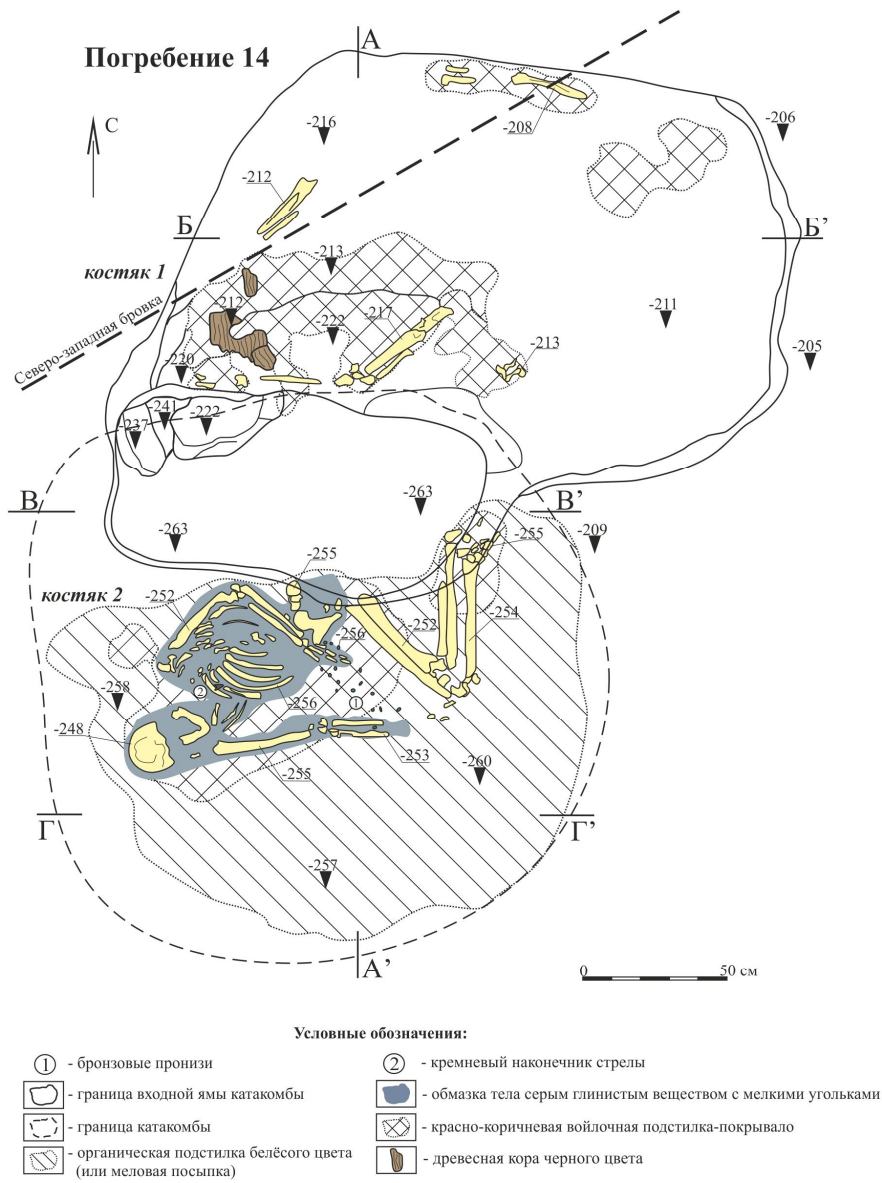 А
Погребение 14
С
-206
-216
-208
-212
Б
Б’
костяк 1
-213
Северо-западная бровка
-212
-222
-217
-211
-213
-220
-205
-241
-222
-237
В
-263
В’
-263
-255
-209
костяк 2
-255
-252
-256
-252
-254
2
-258
-256
1
-248
-253
-255
-260
Г
Г’
-257
А’
0
50 см
Условные обозначения:
1 - бронзовые пронизи
- граница входной ямы катакомбы
- граница катакомбы
- органическая подстилка белёсого цвета
(или меловая посыпка)
2 - кремневый наконечник стрелы
- обмазка тела серым глинистым веществом с мелкими угольками
- красно-коричневая войлочная подстилка-покрывало
- древесная кора черного цвета